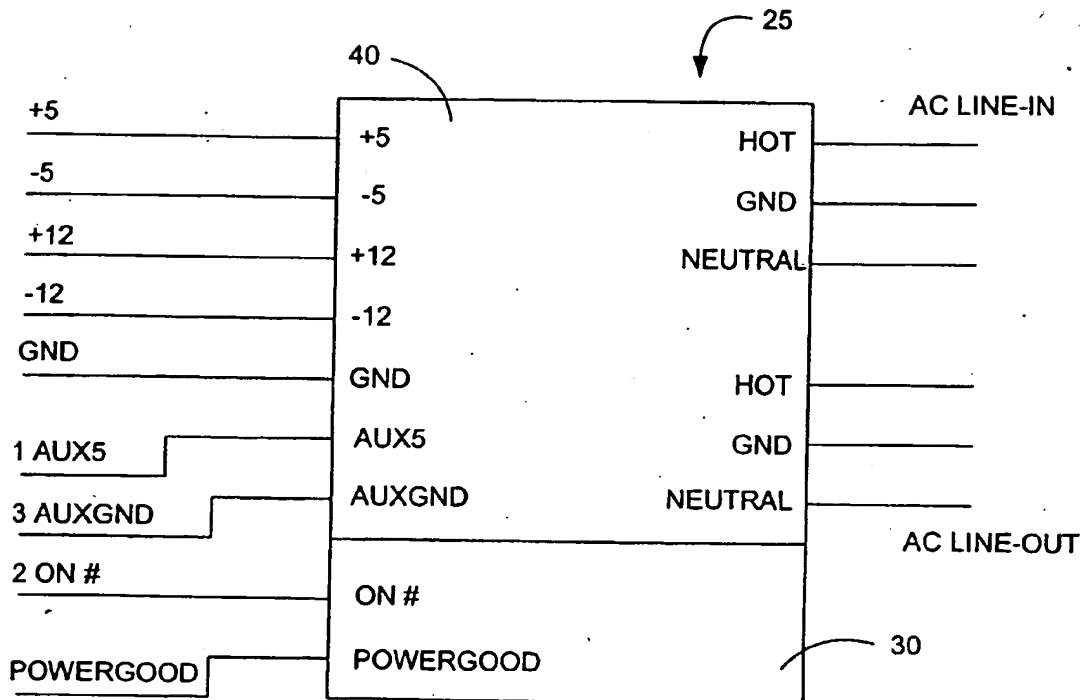 25
40
AC LINE-IN
+5
+5
HOT
-5
-5
GND
+12
+12
NEUTRAL
-12
-12
GND
GND
HOT
1 AUX5
AUX5
GND
3 AUXGND
AUXGND
NEUTRAL
AC LINE-OUT
2 ON #
ON #
POWERGOOD
POWERGOOD
30